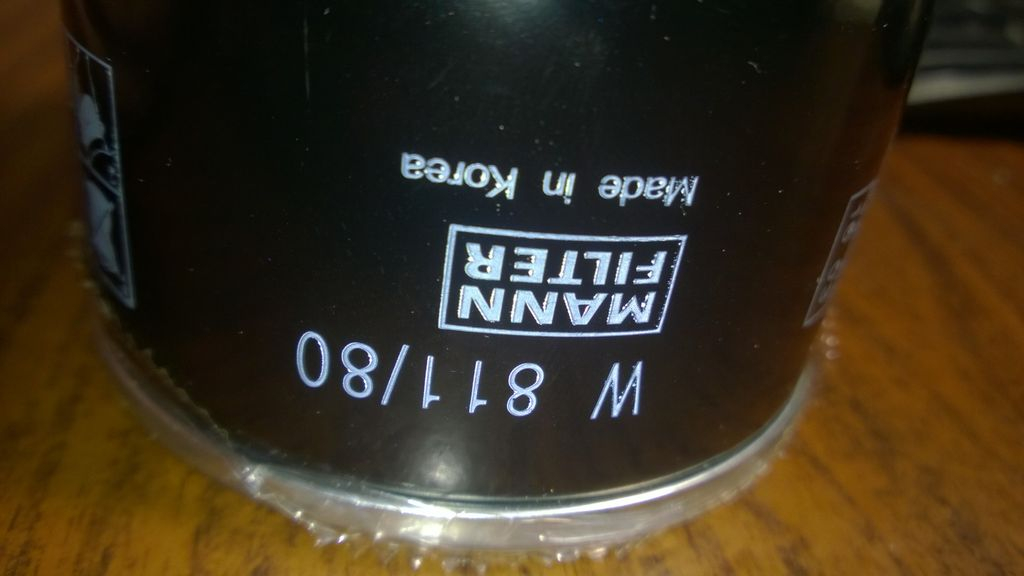 W 811/80
MANN
FILTER
Made in Korea